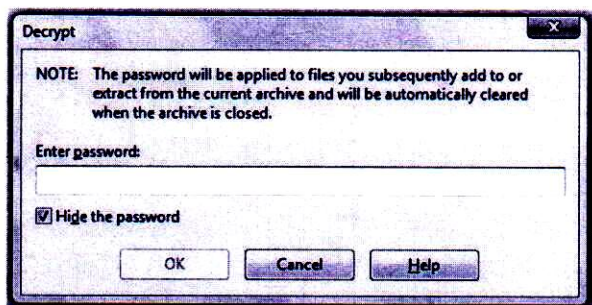 Decrypt
NOTE: The password will be applied to files you subsequently add to or
extract from the current archive and will be automatically cleared
when the archive is closed.
Enter password:
Hide the password
OK Cancel Help